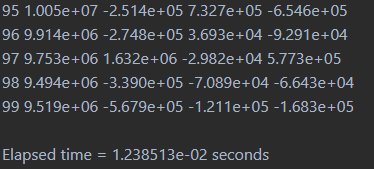 95 1.005e+07 -2.514e+05 7.327e+05 -6.546e+05
96 9.914e+06 -2.748e+05 3.693e+04 -9.291e+04
97 9.753e+06 1.632e+06 -2.982e+04 5.773e+05
98 9.494e+06 -3.390e+05 -7.089e+04 -6.643e+04
99 9.519e+06 -5.679e+05 -1.211e+05 -1.683e+05
Elapsed time = 1.238513e-02 seconds